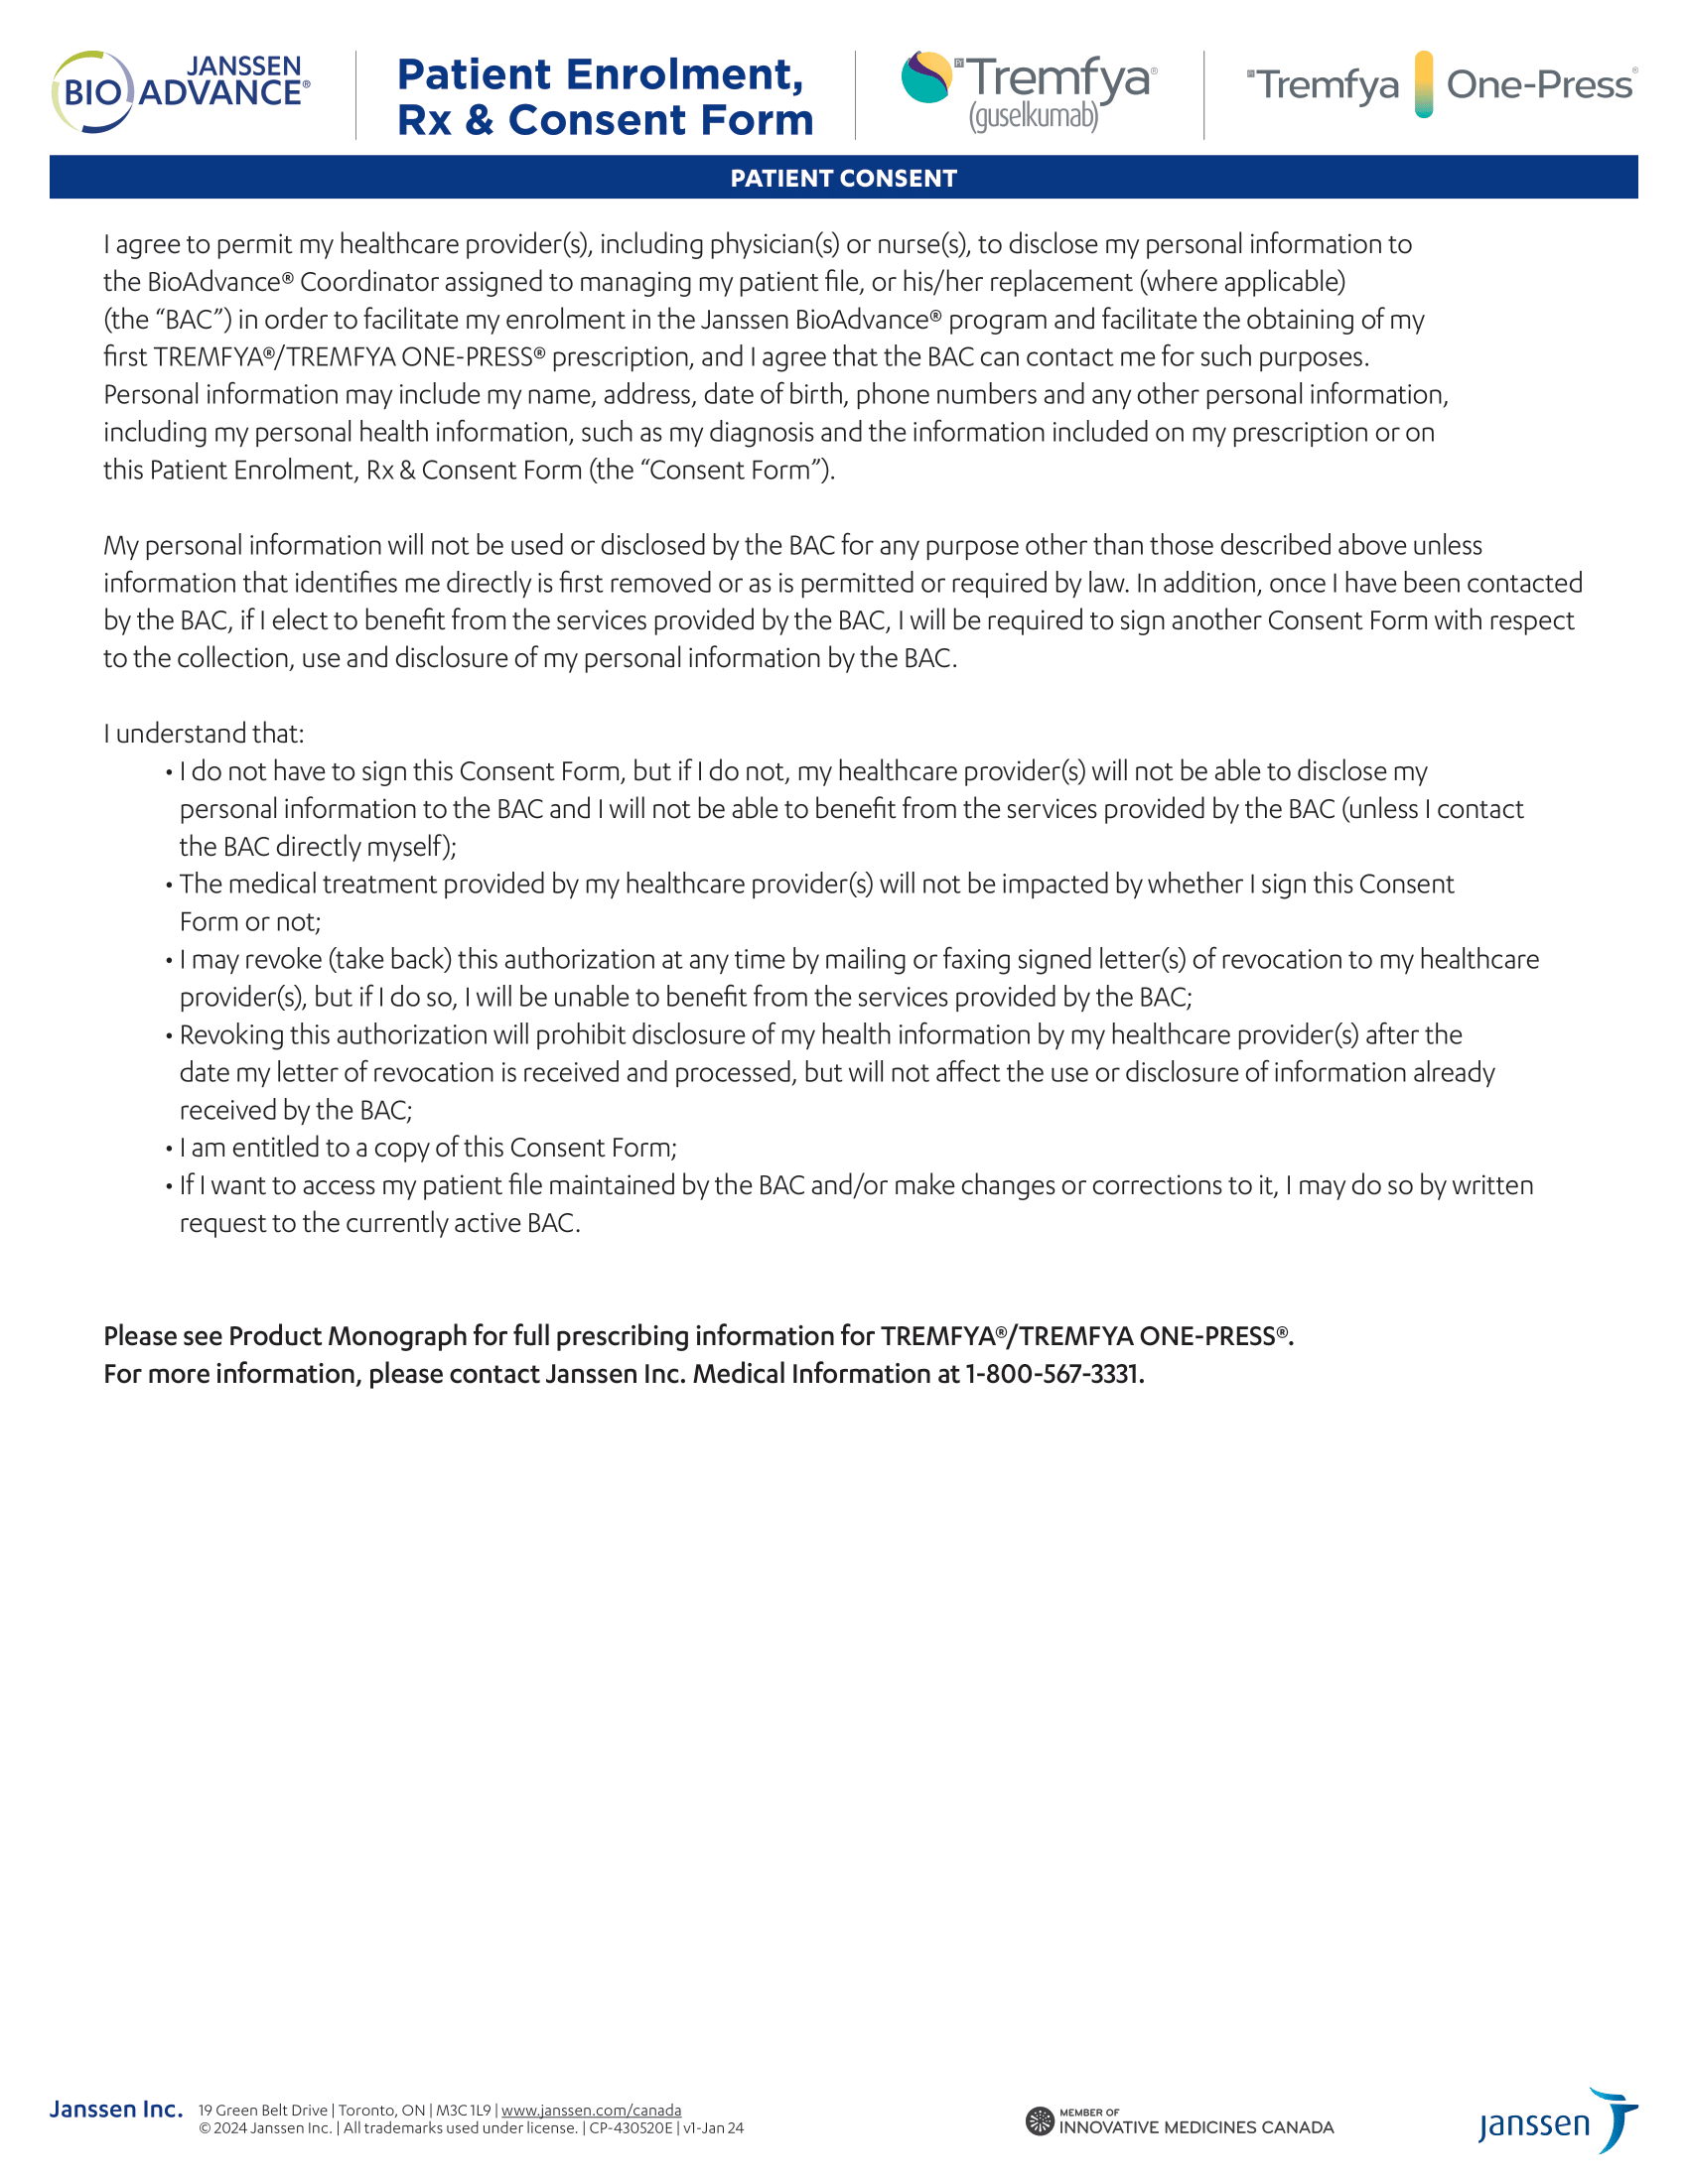 JANSSEN
BIO ADVANCE®
Patient Enrolment,
Rx & Consent Form
Pr Tremfya®
(guselkumab)
Pr Tremfya One-Press®
PATIENT CONSENT
I agree to permit my healthcare provider(s), including physician(s) or nurse(s), to disclose my personal information to
the BioAdvance® Coordinator assigned to managing my patient file, or his/her replacement (where applicable)
(the “BAC”) in order to facilitate my enrolment in the Janssen BioAdvance® program and facilitate the obtaining of my
first TREMFYA®/TREMFYA ONE-PRESS® prescription, and I agree that the BAC can contact me for such purposes.
Personal information may include my name, address, date of birth, phone numbers and any other personal information,
including my personal health information, such as my diagnosis and the information included on my prescription or on
this Patient Enrolment, Rx & Consent Form (the “Consent Form”).
My personal information will not be used or disclosed by the BAC for any purpose other than those described above unless
information that identifies me directly is first removed or as is permitted or required by law. In addition, once I have been contacted
by the BAC, if I elect to benefit from the services provided by the BAC, I will be required to sign another Consent Form with respect
to the collection, use and disclosure of my personal information by the BAC.
I understand that:
• I do not have to sign this Consent Form, but if I do not, my healthcare provider(s) will not be able to disclose my
personal information to the BAC and I will not be able to benefit from the services provided by the BAC (unless I contact
the BAC directly myself);
• The medical treatment provided by my healthcare provider(s) will not be impacted by whether I sign this Consent
Form or not;
• I may revoke (take back) this authorization at any time by mailing or faxing signed letter(s) of revocation to my healthcare
provider(s), but if I do so, I will be unable to benefit from the services provided by the BAC;
• Revoking this authorization will prohibit disclosure of my health information by my healthcare provider(s) after the
date my letter of revocation is received and processed, but will not affect the use or disclosure of information already
received by the BAC;
• I am entitled to a copy of this Consent Form;
• If I want to access my patient file maintained by the BAC and/or make changes or corrections to it, I may do so by written
request to the currently active BAC.
Please see Product Monograph for full prescribing information for TREMFYA®/TREMFYA ONE-PRESS®.
For more information, please contact Janssen Inc. Medical Information at 1-800-567-3331.
Janssen Inc. 19 Green Belt Drive | Toronto, ON | M3C 1L9 | www.janssen.com/canada
© 2024 Janssen Inc. | All trademarks used under license. | CP-430520E | v1-Jan 24
MEMBER OF
INNOVATIVE MEDICINES CANADA
janssen